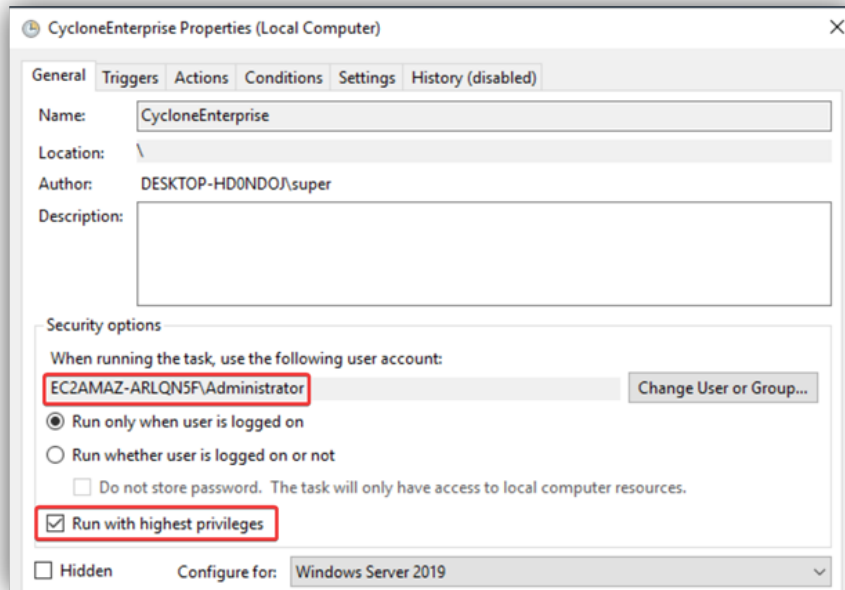 CycloneEnterprise Properties (Local Computer)
General Triggers Actions Conditions Settings History (disabled)
Name: CycloneEnterprise
Location: \
Author: DESKTOP-HD0NDOJ\super
Description:
Security options
When running the task, use the following user account:
EC2AMAZ-ARLQN5F\Administrator Change User or Group...
Run only when user is logged on
Run whether user is logged on or not
Do not store password. The task will only have access to local computer resources.
Run with highest privileges
Hidden Configure for: Windows Server 2019